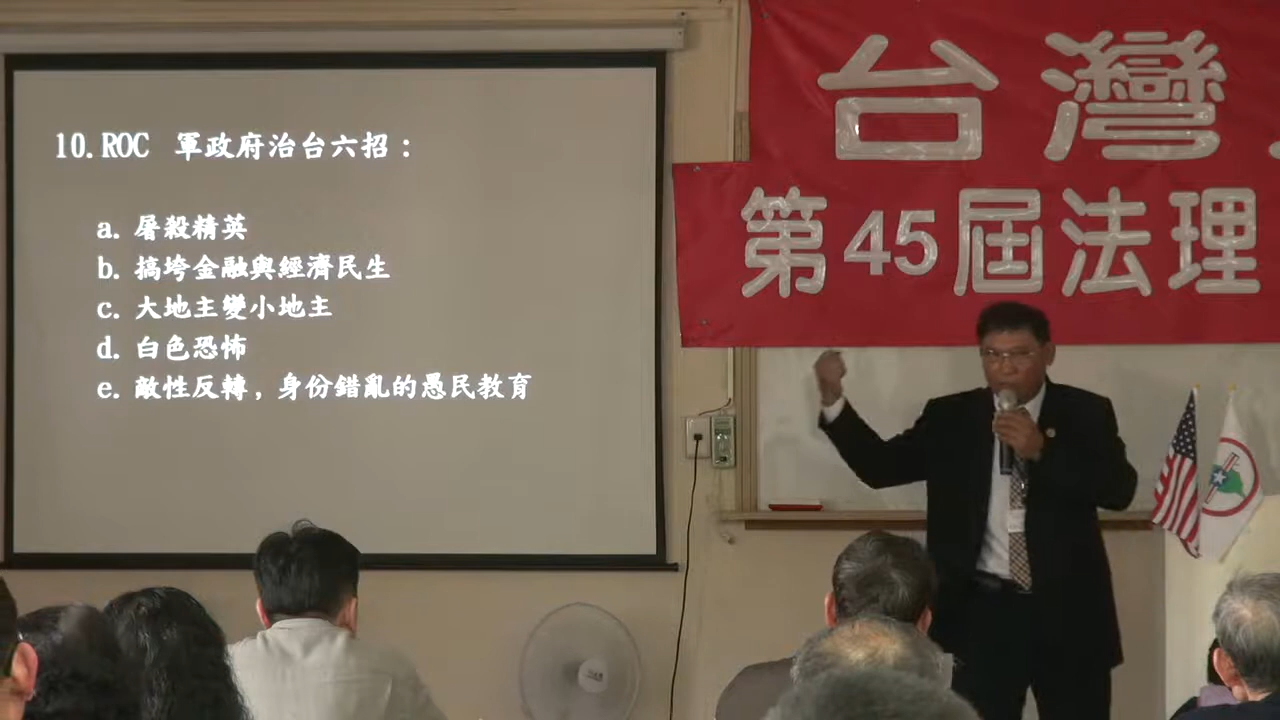 10. ROC 軍政府治台六招：
a. 屠殺精英
b. 搞垮金融與經濟民生
c. 大地主變小地主
d. 白色恐怖
e. 敵性反轉，身份錯亂的愚民教育
台灣
第45屆法理